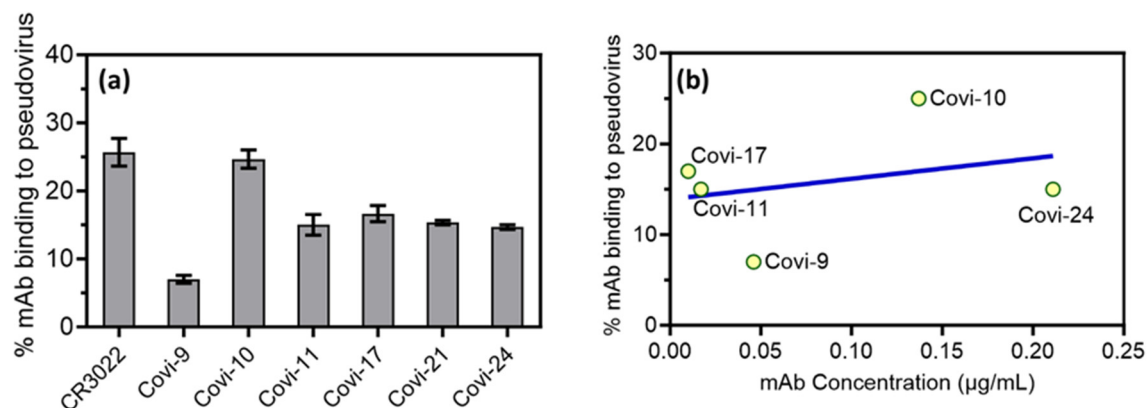 % mAb binding to pseudovirus
40
30
20
10
0
(a)
CR3022
Covi-9
Covi-10
Covi-11
Covi-17
Covi-21
Covi-24
% mAb binding to pseudovirus
30
20
10
0
(b)
Covi-10
Covi-17
Covi-11
Covi-24
Covi-9
0.00
0.05
0.10
0.15
0.20
0.25
mAb Concentration (µg/mL)